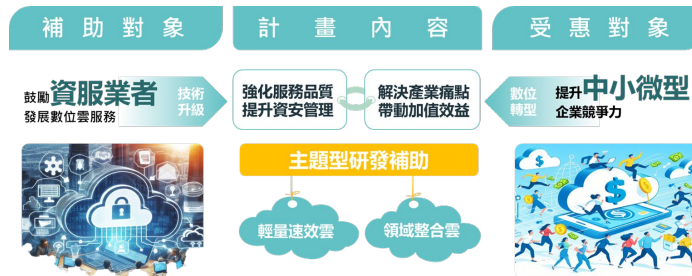 補助對象
計畫內容
受惠對象
鼓勵資服業者
發展數位雲服務
技術
升級
強化服務品質
提升資安管理
解決產業痛點
帶動加值效益
數位
轉型
提升中小微型
企業競爭力
主題型研發補助
輕量速效雲
領域整合雲